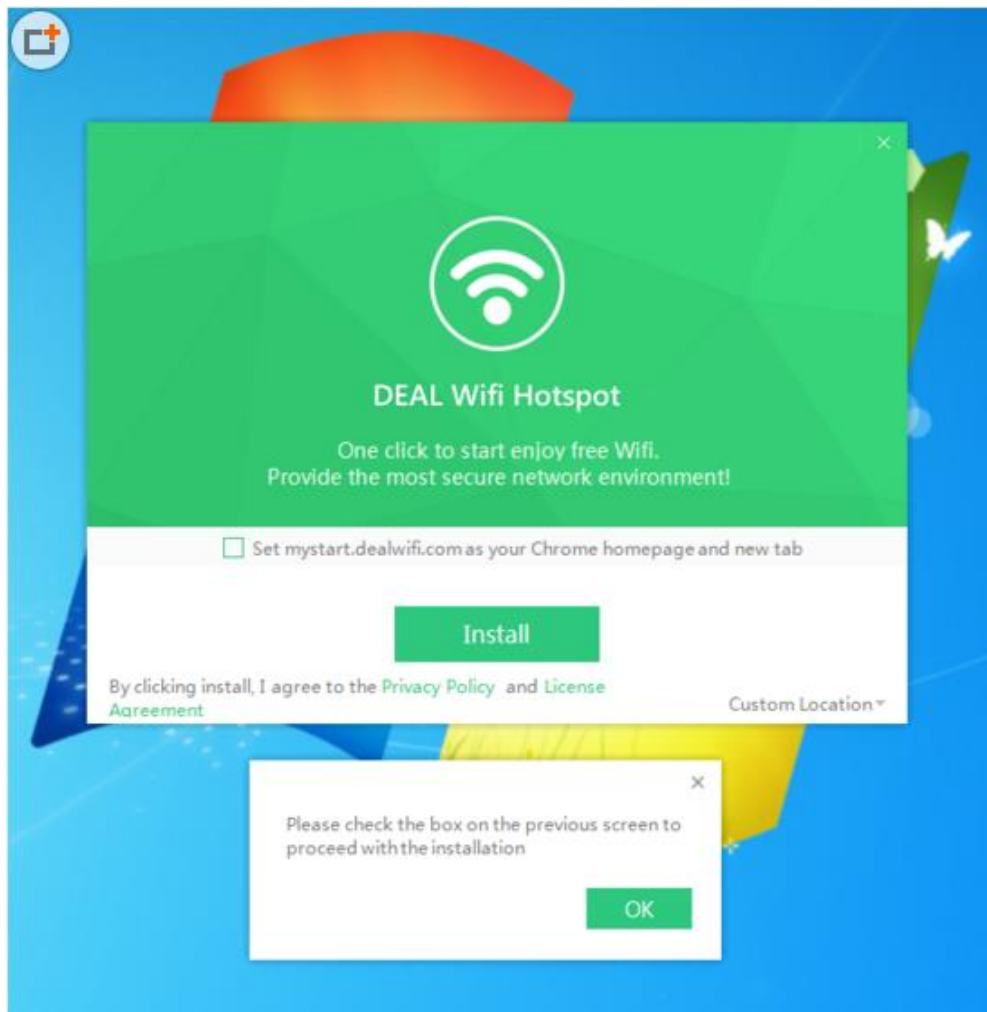 DEAL Wifi Hotspot
One click to start enjoy free Wifi.
Provide the most secure network environment!
Set mystart.dealwifi.com as your Chrome homepage and new tab
Install
By clicking install, I agree to the Privacy Policy and License
Agreement
Custom Location
Please check the box on the previous screen to
proceed with the installation
OK